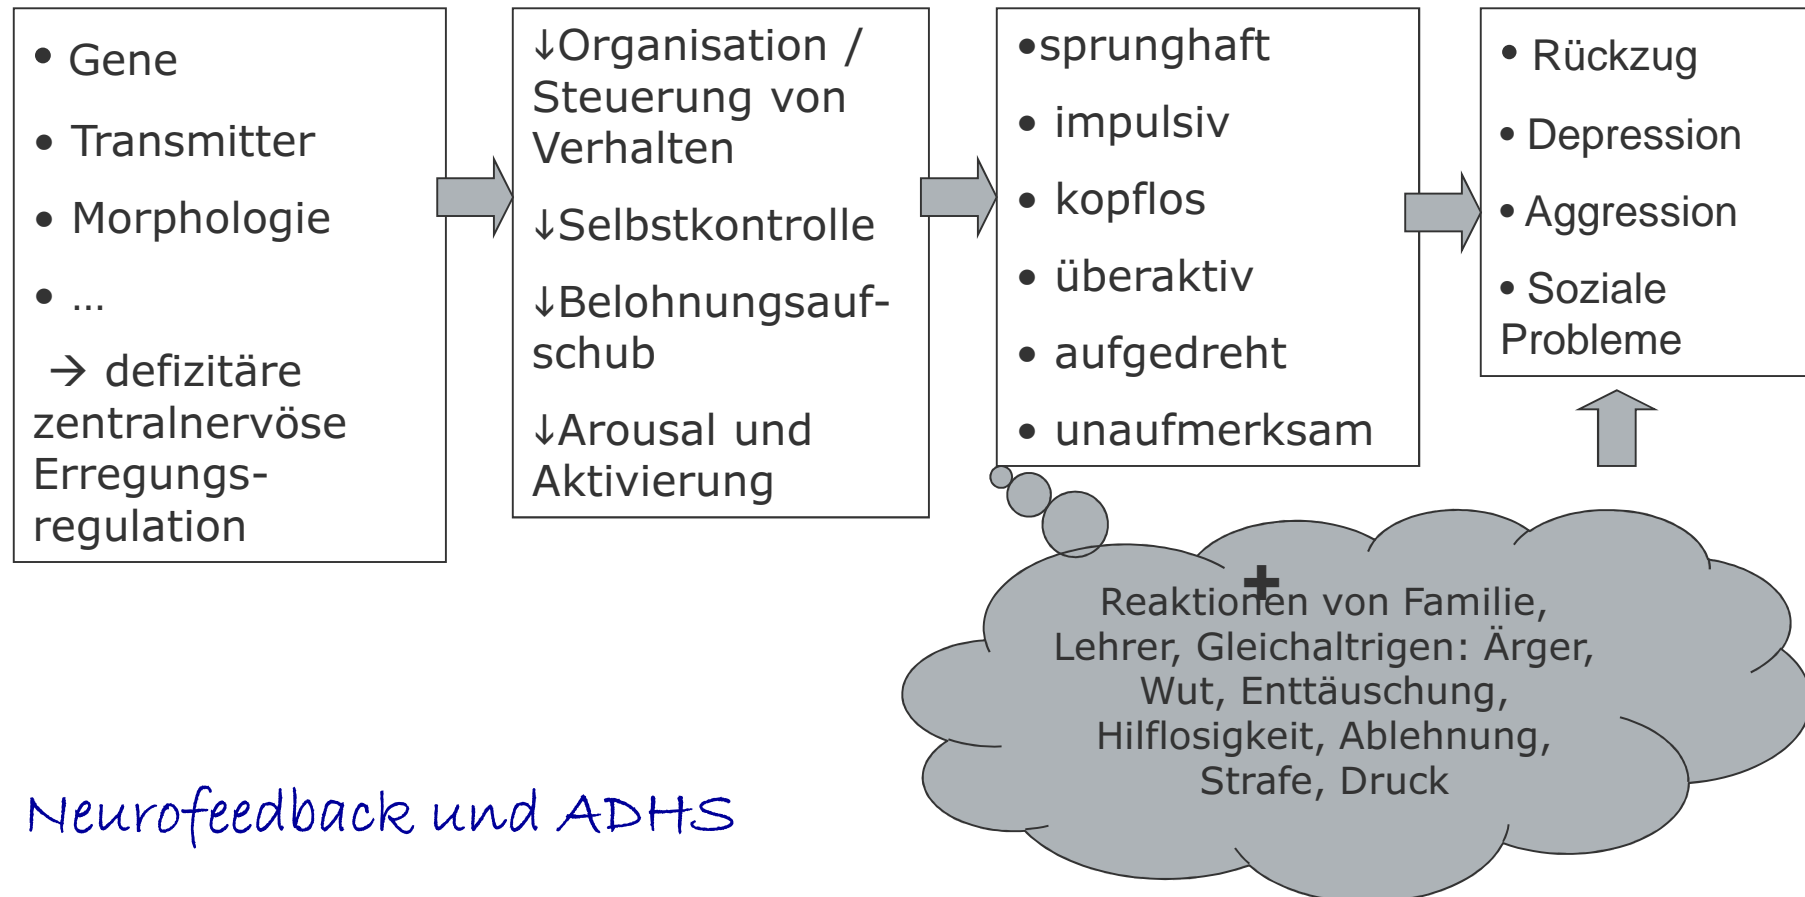 • Gene
• Transmitter
• Morphologie
• ...
→ defizitäre
zentralnervöse
Erregungs-
regulation
↓Organisation /
Steuerung von
Verhalten
↓Selbstkontrolle
↓Belohnungsauf-
schub
↓Arousal und
Aktivierung
•sprunghaft
• impulsiv
• kopflos
• überaktiv
• aufgedreht
• unaufmerksam
• Rückzug
• Depression
• Aggression
• Soziale
Probleme
+
Reaktionen von Familie,
Lehrer, Gleichaltrigen: Ärger,
Wut, Enttäuschung,
Hilflosigkeit, Ablehnung,
Strafe, Druck
Neurofeedback und ADHS